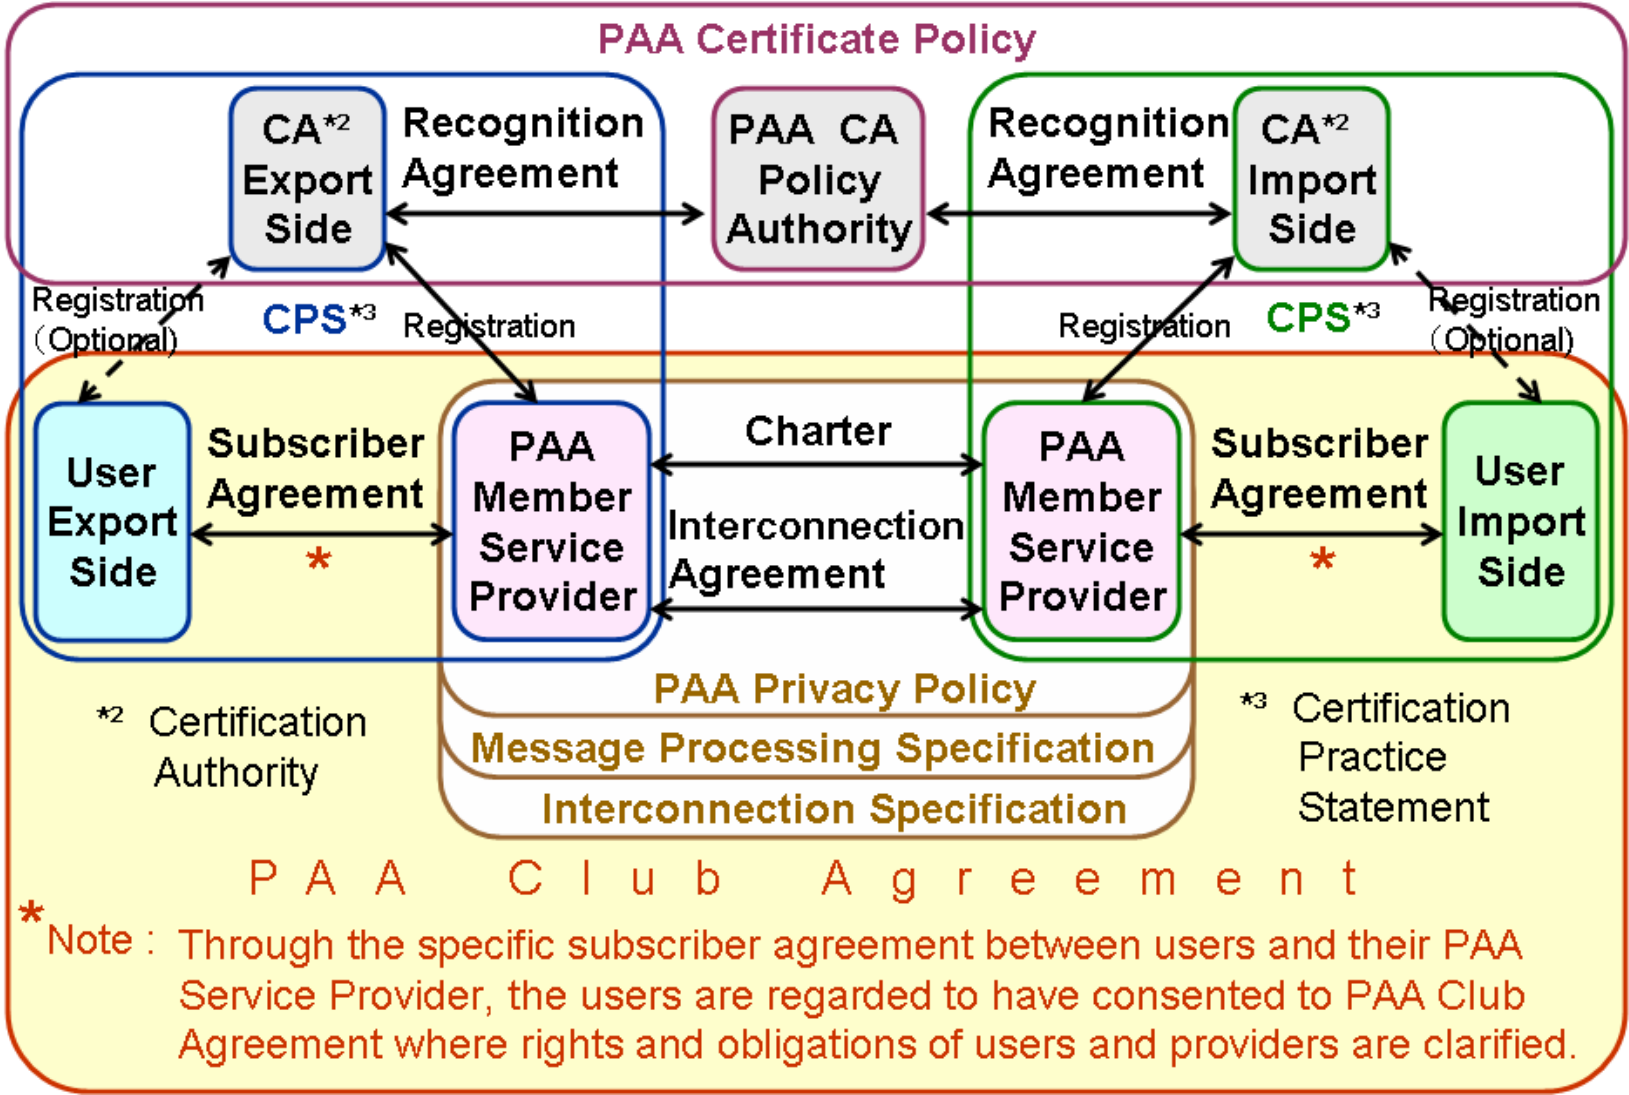 PAA Certificate Policy
CA*2
Export
Side
Recognition
Agreement
PAA CA
Policy
Authority
Recognition
Agreement
CA*2
Import
Side
Registration
(Optional)
CPS*3
Registration
Registration
CPS*3
Registration
(Optional)
User
Export
Side
Subscriber
Agreement
*
PAA
Member
Service
Provider
Charter
Interconnection
Agreement
PAA
Member
Service
Provider
Subscriber
Agreement
*
User
Import
Side
PAA Privacy Policy
Message Processing Specification
Interconnection Specification
*2 Certification
Authority
*3 Certification
Practice
Statement
PAA Club Agreement
*Note : Through the specific subscriber agreement between users and their PAA
Service Provider, the users are regarded to have consented to PAA Club
Agreement where rights and obligations of users and providers are clarified.